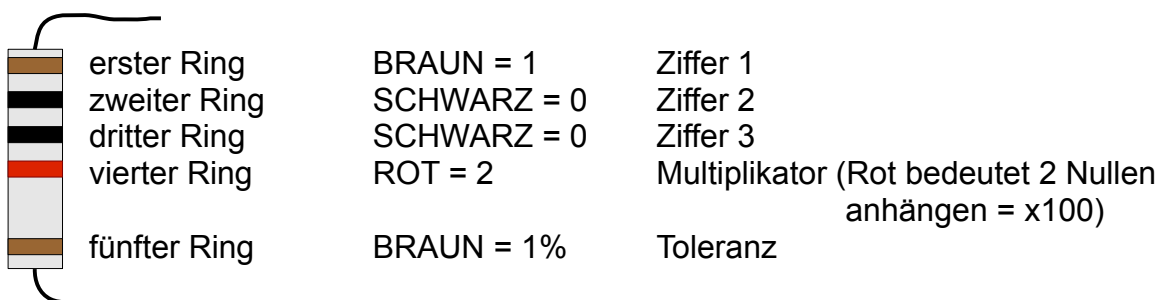 erster Ring BRAUN = 1 Ziffer 1
zweiter Ring SCHWARZ = 0 Ziffer 2
dritter Ring SCHWARZ = 0 Ziffer 3
vierter Ring ROT = 2 Multiplikator (Rot bedeutet 2 Nullen
anhängen = x100)
fünfter Ring BRAUN = 1% Toleranz